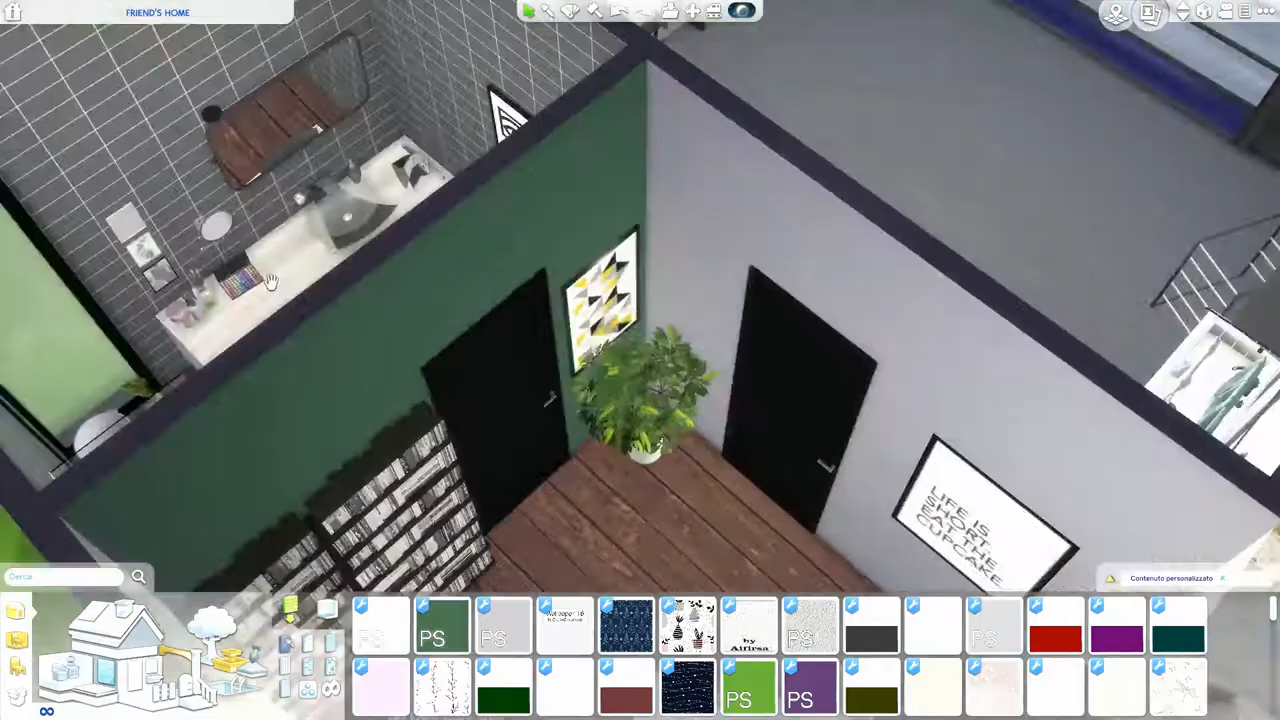 FRIEND'S HOME
LIFE IS
SHORT.
EAT THE
CUPCAKE
Cerca
Contenuto personalizzato
PS
PS
PS
Wallpaper 16
by
PS
PS
PS
PS